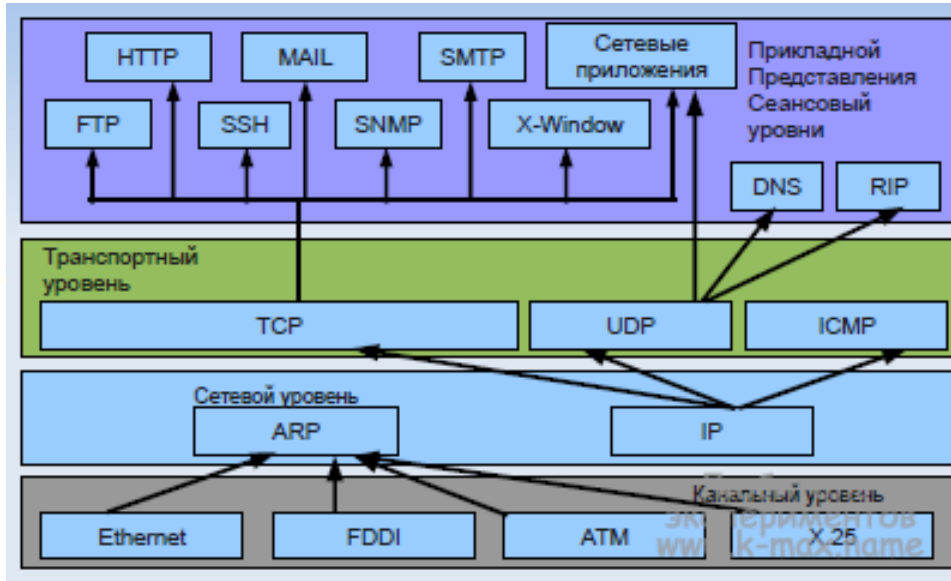 HTTP
MAIL
SMTP
Сетевые
приложения
Прикладной
Представления
Сеансовый
уровни
FTP
SSH
SNMP
X-Window
DNS
RIP
Транспортный
уровень
TCP
UDP
ICMP
Сетевой уровень
ARP
IP
Канальный уровень
Ethernet
FDDI
ATM
X.25
экспериментов
www.k-max.name